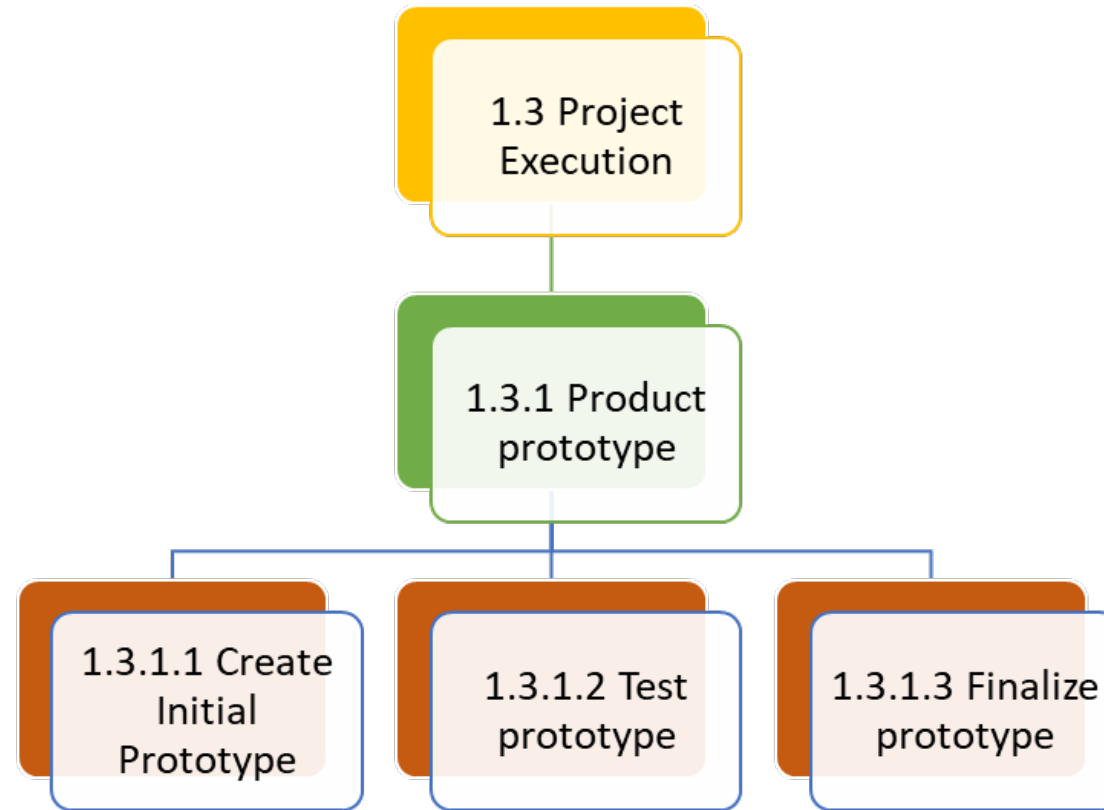 1.3 Project
Execution
1.3.1 Product
prototype
1.3.1.1 Create
Initial
Prototype
1.3.1.2 Test
prototype
1.3.1.3 Finalize
prototype